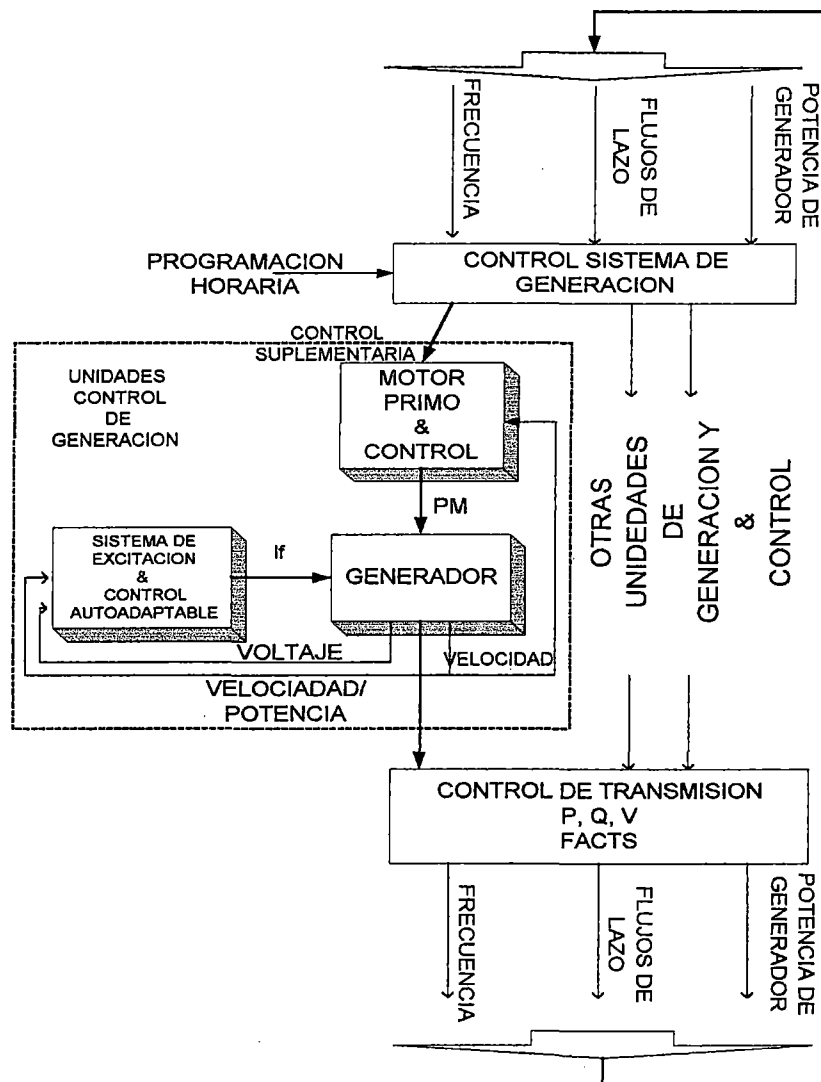 FRECUENCIA
FLUJOS DE
LAZO
POTENCIA DE
GENERADOR
PROGRAMACION
HORARIA
CONTROL SISTEMA DE
GENERACION
CONTROL
SUPLEMENTARIA
UNIDADES
CONTROL
DE
GENERACION
MOTOR
PRIMO
&
CONTROL
PM
SISTEMA DE
EXCITACION
&
CONTROL
AUTOADAPTABLE
If
GENERADOR
VOLTAJE
VELOCIDAD
VELOCIADAD/
POTENCIA
OTRAS
UNIDEDADES
DE
GENERACION Y
&
CONTROL
CONTROL DE TRANSMISION
P, Q, V
FACTS
FRECUENCIA
FLUJOS DE
LAZO
POTENCIA DE
GENERADOR